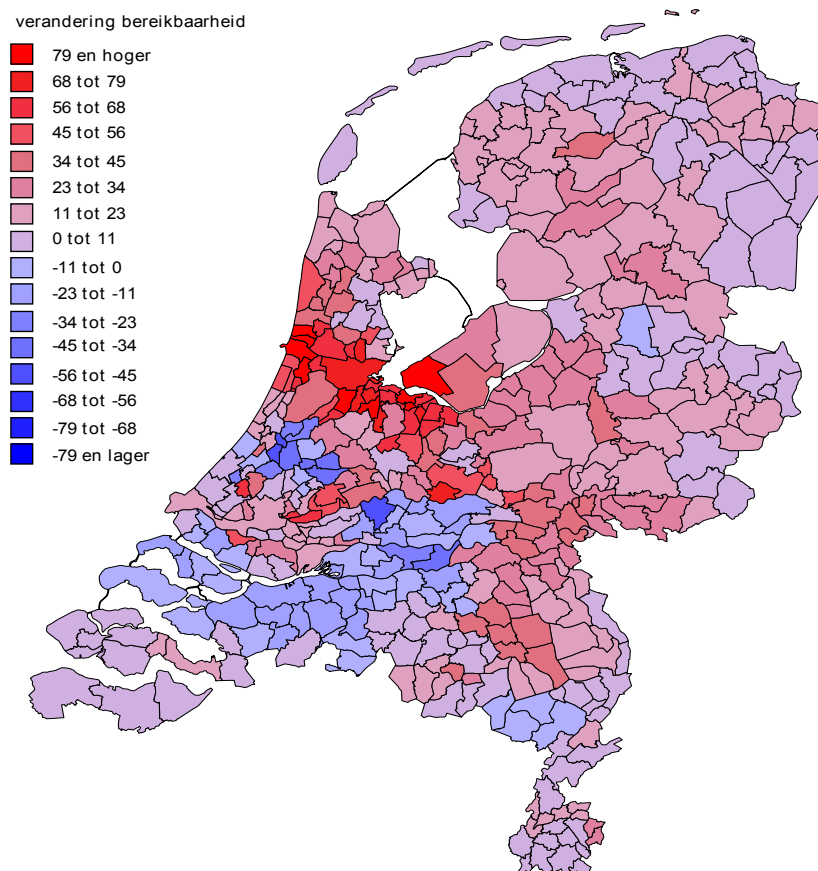 verandering bereikbaarheid
79 en hoger
68 tot 79
56 tot 68
45 tot 56
34 tot 45
23 tot 34
11 tot 23
0 tot 11
-11 tot 0
-23 tot -11
-34 tot -23
-45 tot -34
-56 tot -45
-68 tot -56
-79 tot -68
-79 en lager